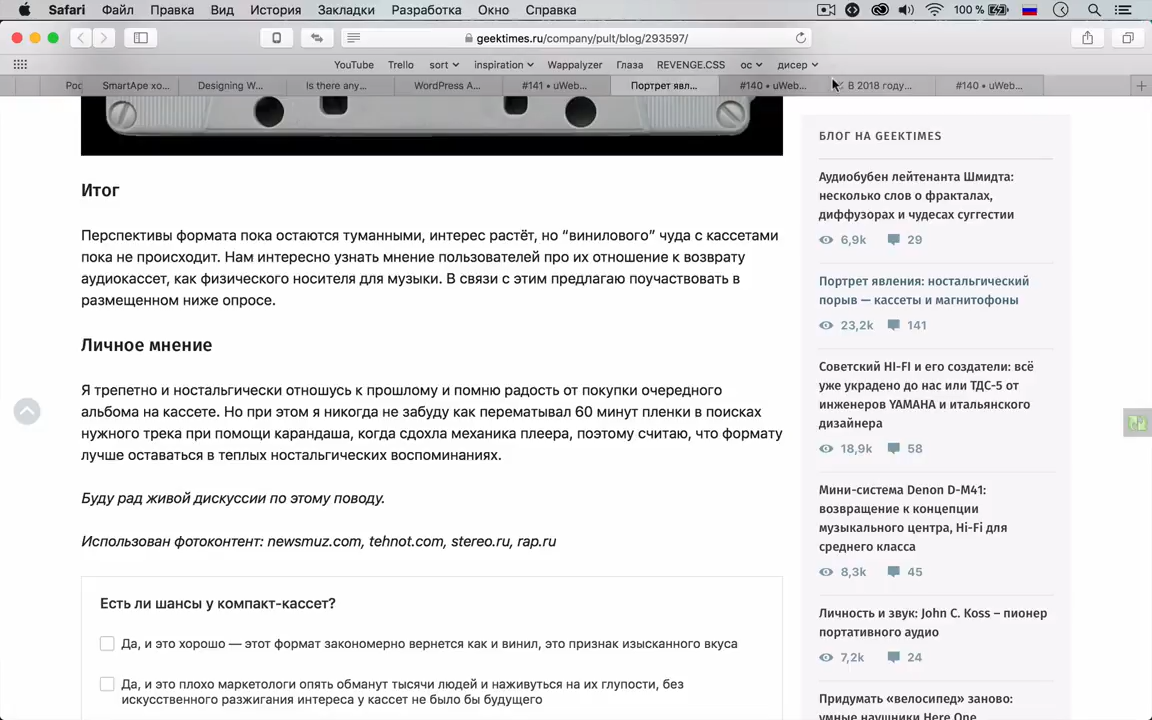 Safari Файл Правка Вид История Закладки Разработка Окно Справка 100 %
geektimes.ru/company/pult/blog/293597/
YouTube Trello sort inspiration Wappalyzer Глаза REVENGE.CSS ос дисер
Рос SmartApe хо... Designing W... Is there any... WordPress A... #141 • uWeb... Портрет явл... #140 • uWeb... В 2018 году... #140 • uWeb...
Итог
Перспективы формата пока остаются туманными, интерес растёт, но “винилового” чуда с кассетами
пока не происходит. Нам интересно узнать мнение пользователей про их отношение к возврату
аудиокассет, как физического носителя для музыки. В связи с этим предлагаю поучаствовать в
размещенном ниже опросе.
Личное мнение
Я трепетно и ностальгически отношусь к прошлому и помню радость от покупки очередного
альбома на кассете. Но при этом я никогда не забуду как перематывал 60 минут пленки в поисках
нужного трека при помощи карандаша, когда сдохла механика плеера, поэтому считаю, что формату
лучше оставаться в теплых ностальгических воспоминаниях.
Буду рад живой дискуссии по этому поводу.
Использован фотоконтент: newsmuz.com, tehnot.com, stereo.ru, rap.ru
Есть ли шансы у компакт-кассет?
Да, и это хорошо — этот формат закономерно вернется как и винил, это признак изысканного вкуса
Да, и это плохо маркетологи опять обманут тысячи людей и наживуться на их глупости, без
искусственного разжигания интереса у кассет не было бы будущего
БЛОГ НА GEEKTIMES
Аудиобубен лейтенанта Шмидта:
несколько слов о фракталах,
диффузорах и чудесах суггестии
6,9k 29
Портрет явления: ностальгический
порыв — кассеты и магнитофоны
23,2k 141
Советский HI-FI и его создатели: всё
уже украдено до нас или ТДС-5 от
инженеров YAMAHA и итальянского
дизайнера
18,9k 58
Мини-система Denon D-M41:
возвращение к концепции
музыкального центра, Hi-Fi для
среднего класса
8,3k 45
Личность и звук: John C. Koss – пионер
портативного аудио
7,2k 24
Придумать «велосипед» заново:
умные наушники Here One